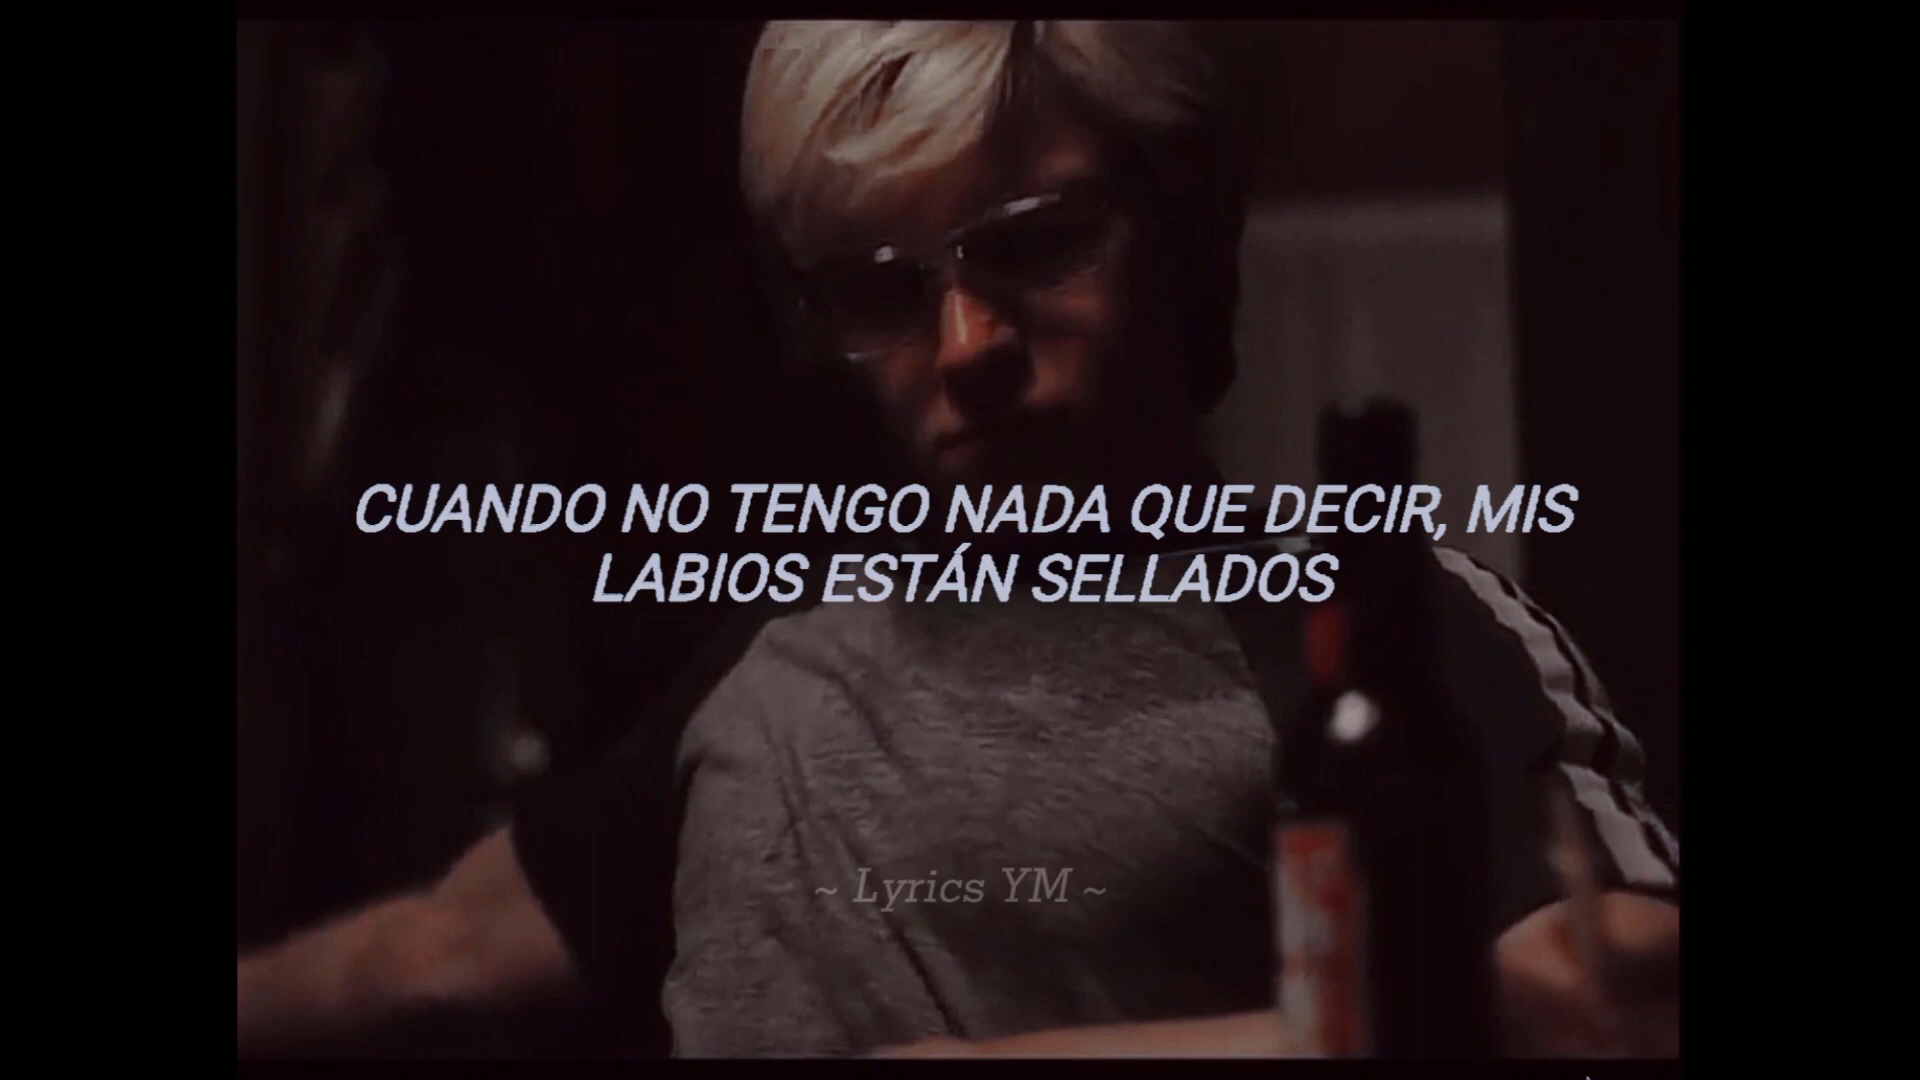 CUANDO NO TENGO NADA QUE DECIR, MIS
LABIOS ESTÁN SELLADOS
~ Lyrics YM ~